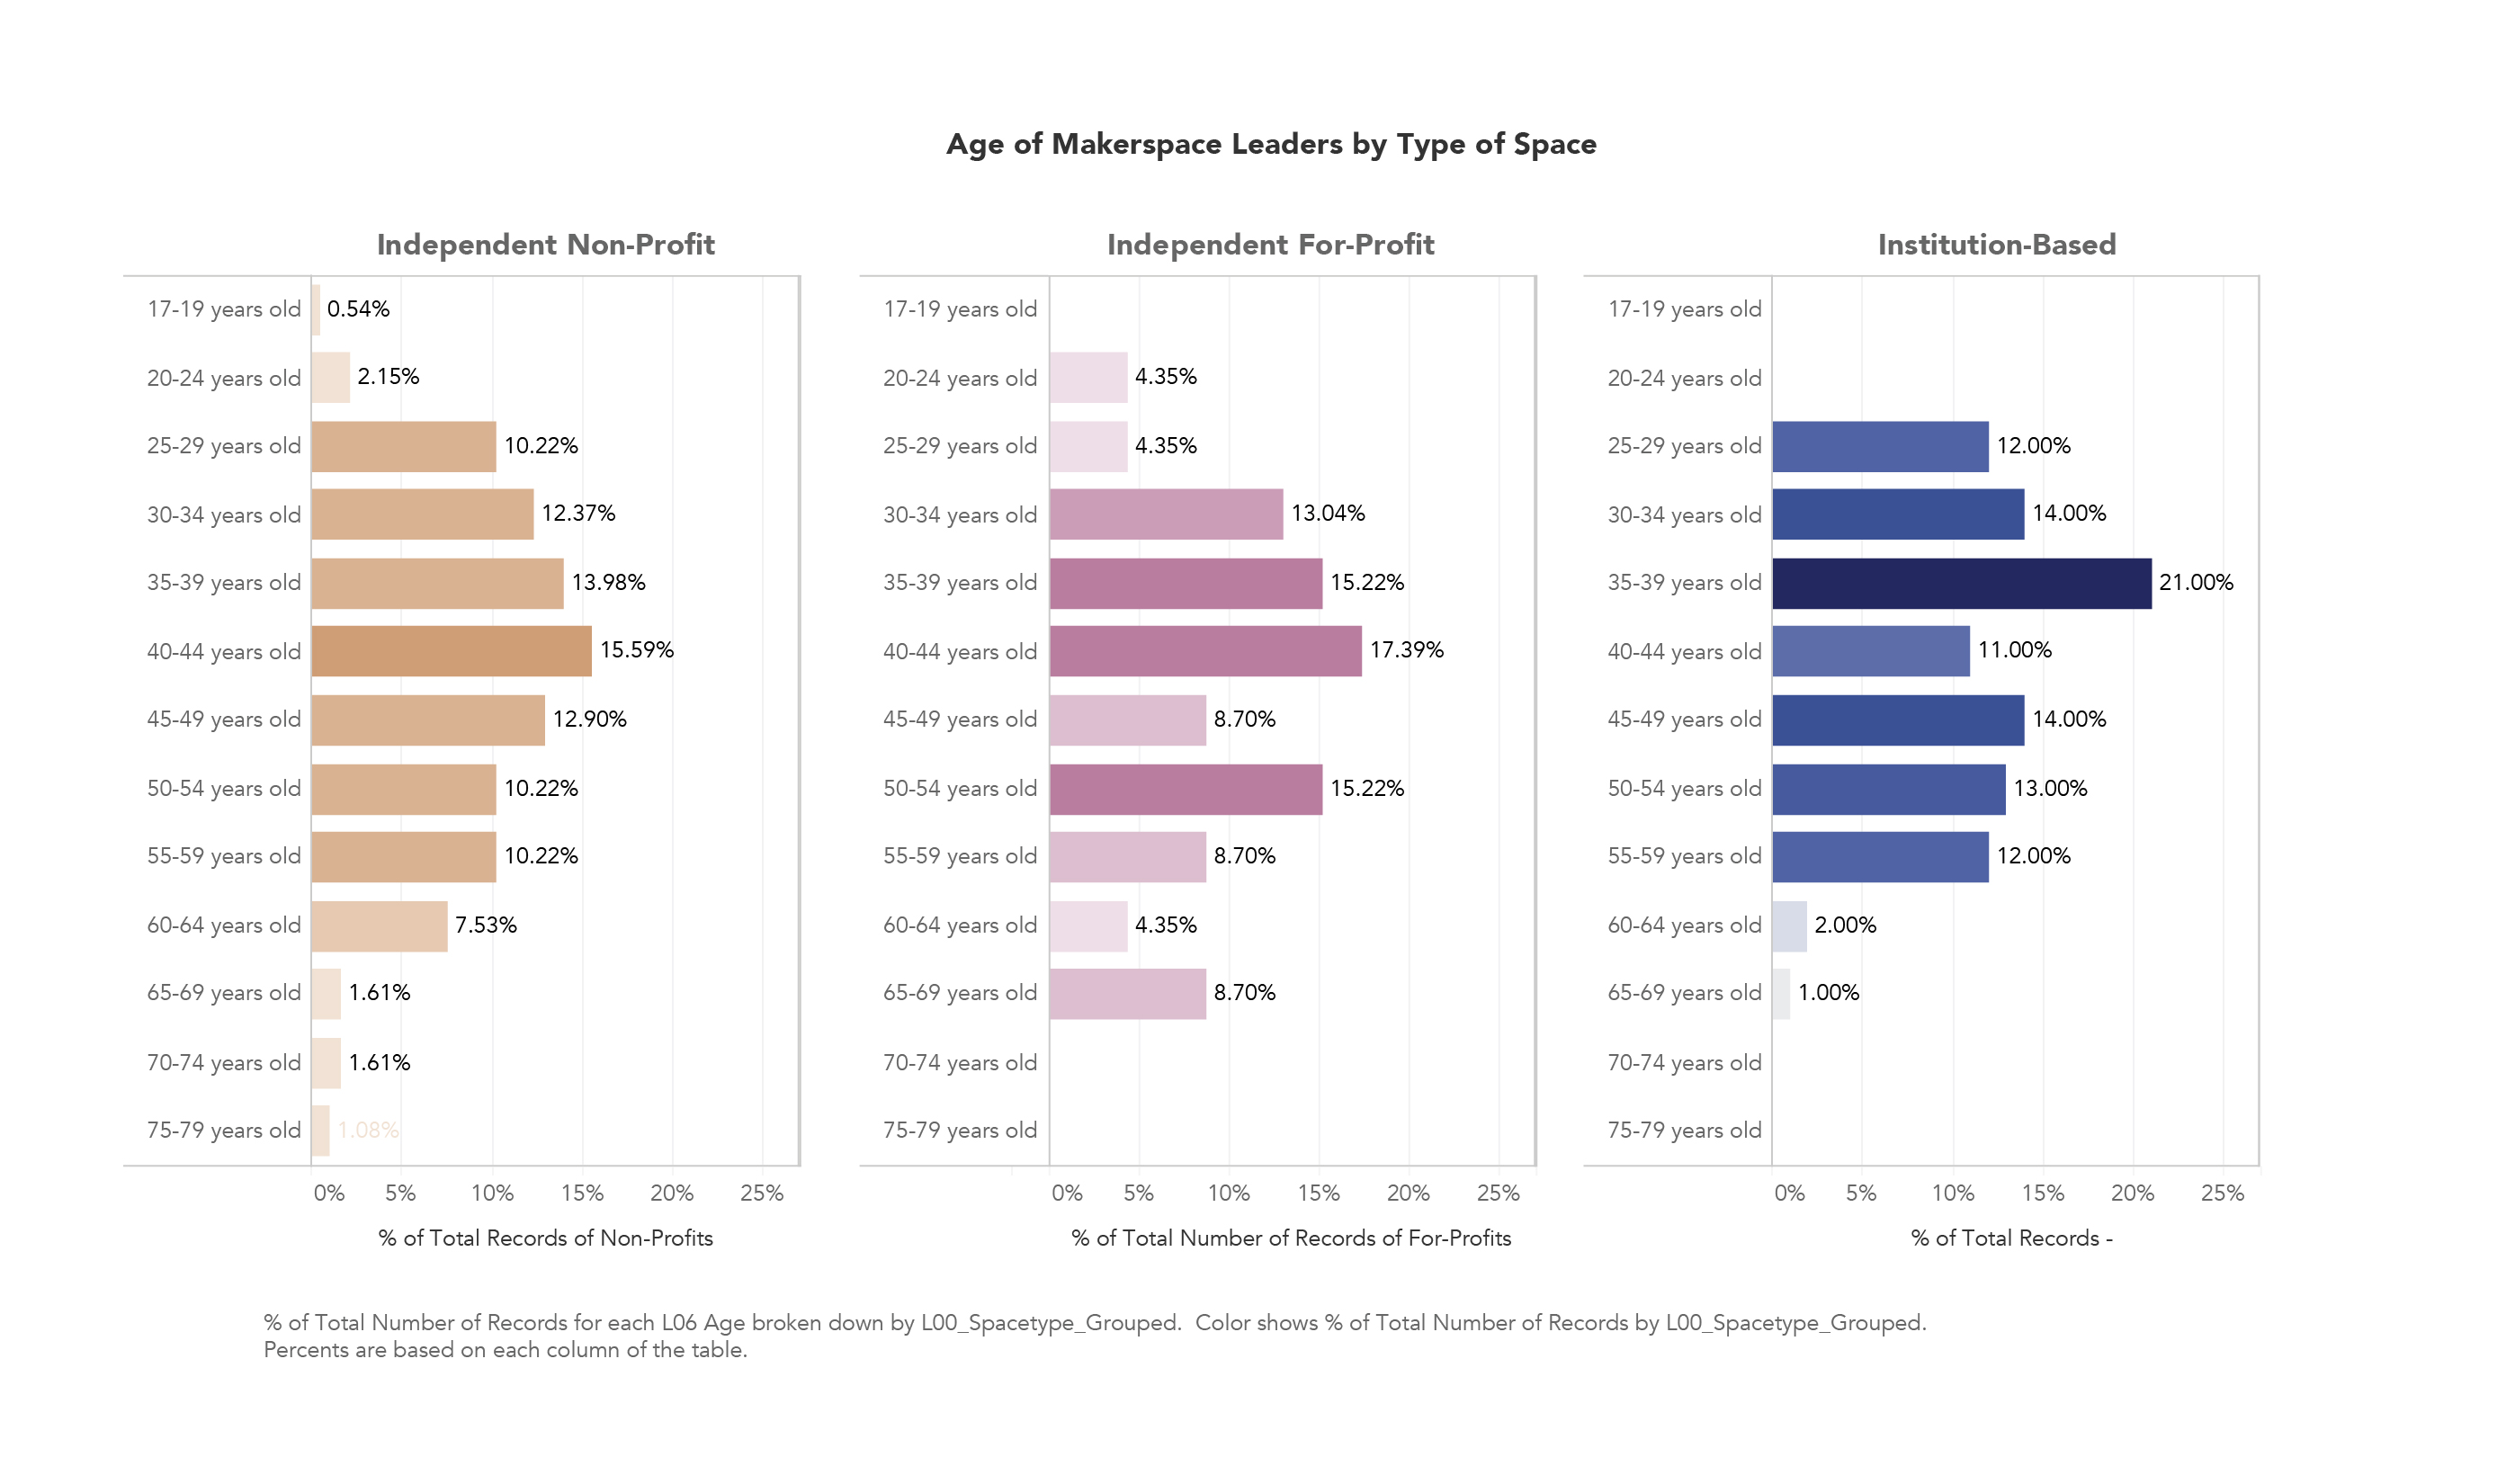 Age of Makerspace Leaders by Type of Space
Independent Non-Profit
17-19 years old 0.54%
20-24 years old 2.15%
25-29 years old 10.22%
30-34 years old 12.37%
35-39 years old 13.98%
40-44 years old 15.59%
45-49 years old 12.90%
50-54 years old 10.22%
55-59 years old 10.22%
60-64 years old 7.53%
65-69 years old 1.61%
70-74 years old 1.61%
75-79 years old 1.08%
0% 5% 10% 15% 20% 25%
% of Total Records of Non-Profits
Independent For-Profit
17-19 years old
20-24 years old 4.35%
25-29 years old 4.35%
30-34 years old 13.04%
35-39 years old 15.22%
40-44 years old 17.39%
45-49 years old 8.70%
50-54 years old 15.22%
55-59 years old 8.70%
60-64 years old 4.35%
65-69 years old 8.70%
70-74 years old
75-79 years old
0% 5% 10% 15% 20% 25%
% of Total Number of Records of For-Profits
Institution-Based
17-19 years old
20-24 years old
25-29 years old 12.00%
30-34 years old 14.00%
35-39 years old 21.00%
40-44 years old 11.00%
45-49 years old 14.00%
50-54 years old 13.00%
55-59 years old 12.00%
60-64 years old 2.00%
65-69 years old 1.00%
70-74 years old
75-79 years old
0% 5% 10% 15% 20% 25%
% of Total Records -
% of Total Number of Records for each L06 Age broken down by L00_Spacetype_Grouped.  Color shows % of Total Number of Records by L00_Spacetype_Grouped.
Percents are based on each column of the table.